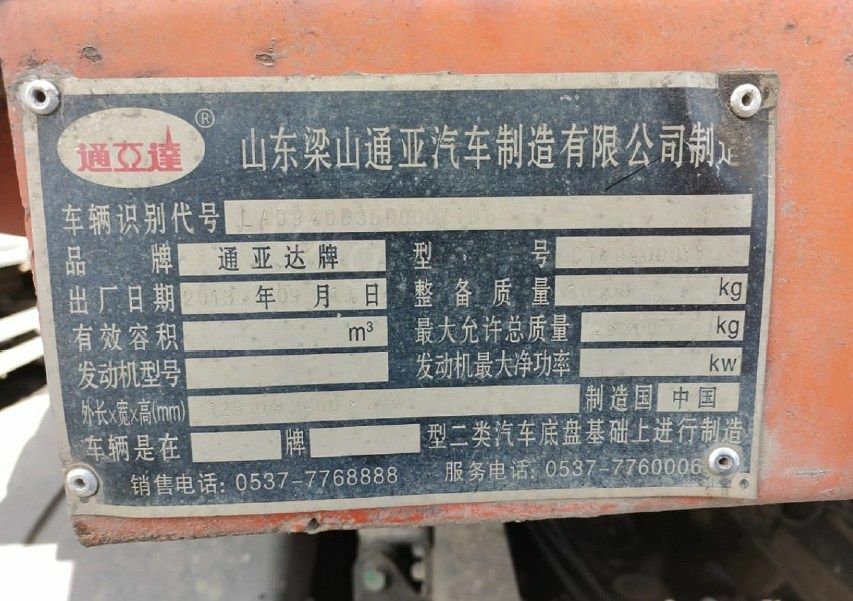 通亚達 ®
山东梁山通亚汽车制造有限公司制造
车辆识别代号
品牌 通亚达牌 型号
出厂日期 2013 年 09 月 日 整备质量 kg
有效容积 m³ 最大允许总质量 kg
发动机型号 发动机最大净功率 kw
外长x宽x高(mm) 制造国 中国
车辆是在 牌 型二类汽车底盘基础上进行制造
销售电话: 0537-7768888 服务电话: 0537-7760006